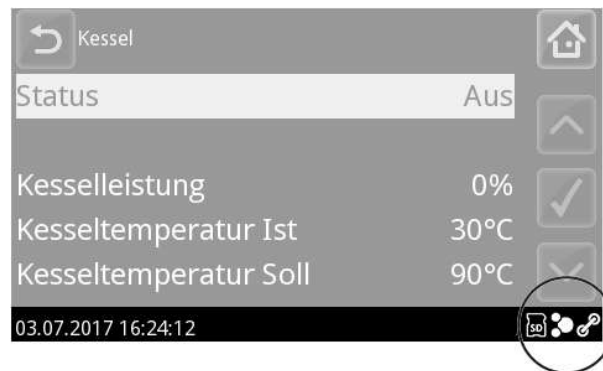 Kessel
Status Aus
Kesselleistung 0%
Kesseltemperatur Ist 30°C
Kesseltemperatur Soll 90°C
03.07.2017 16:24:12 SD